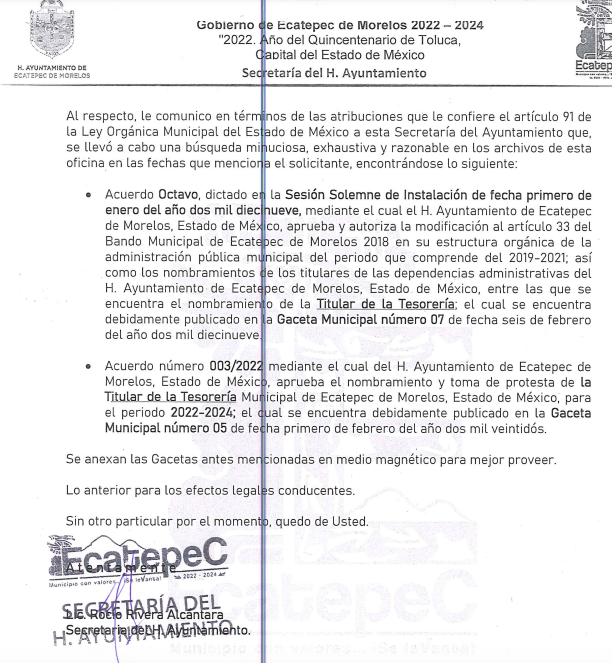 Gobierno de Ecatepec de Morelos 2022 – 2024
"2022. Año del Quincentenario de Toluca,
Capital del Estado de México
Secretaría del H. Ayuntamiento
H. AYUNTAMIENTO DE
ECATEPEC DE MORELOS
Ecatepe
Al respecto, le comunico en términos de las atribuciones que le confiere el artículo 91 de
la Ley Orgánica Municipal del Estado de México a esta Secretaría del Ayuntamiento que,
se llevó a cabo una búsqueda minuciosa, exhaustiva y razonable en los archivos de esta
oficina en las fechas que menciona el solicitante, encontrándose lo siguiente:
• Acuerdo Octavo, dictado en la Sesión Solemne de Instalación de fecha primero de
enero del año dos mil diecinueve, mediante el cual el H. Ayuntamiento de Ecatepec
de Morelos, Estado de México, aprueba y autoriza la modificación al artículo 33 del
Bando Municipal de Ecatepec de Morelos 2018 en su estructura orgánica de la
administración pública municipal del periodo que comprende del 2019-2021; así
como los nombramientos de los titulares de las dependencias administrativas del
H. Ayuntamiento de Ecatepec de Morelos, Estado de México, entre las que se
encuentra el nombramiento de la Titular de la Tesorería; el cual se encuentra
debidamente publicado en la Gaceta Municipal número 07 de fecha seis de febrero
del año dos mil diecinueve.
• Acuerdo número 003/2022 mediante el cual del H. Ayuntamiento de Ecatepec de
Morelos, Estado de México, aprueba el nombramiento y toma de protesta de la
Titular de la Tesorería Municipal de Ecatepec de Morelos, Estado de México, para
el periodo 2022-2024; el cual se encuentra debidamente publicado en la Gaceta
Municipal número 05 de fecha primero de febrero del año dos mil veintidós.
Se anexan las Gacetas antes mencionadas en medio magnético para mejor proveer.
Lo anterior para los efectos legales conducentes.
Sin otro particular por el momento, quedo de Usted.
EcatepeC
Atentamente
Municipio con valores... ¡Se leVansa! 2022 - 2024
SECRETARÍA DEL
Lic. Rocío Rivera Alcántara
Secretaria del H. Ayuntamiento.
H. AYUNTAMIENTO
EcatepeC
Municipio con valores... ¡Se leVansa!